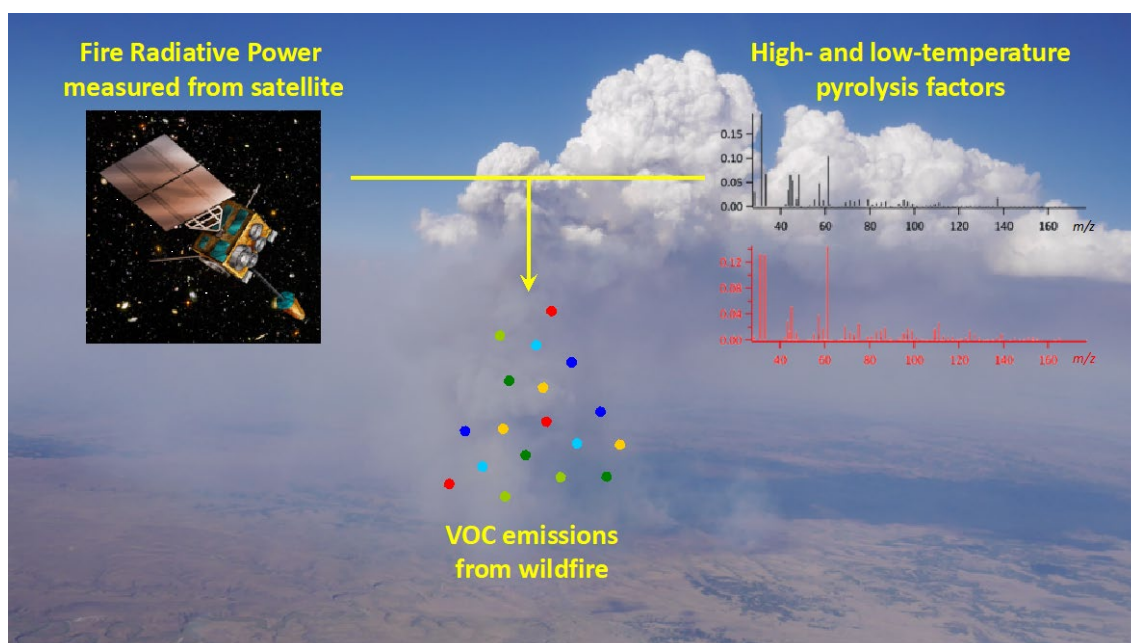 Fire Radiative Power
measured from satellite
High- and low-temperature
pyrolysis factors
0.15
0.10
0.05
0.00
40 60 80 100 120 140 160 m/z
0.12
0.08
0.04
0.00
40 60 80 100 120 140 160 m/z
VOC emissions
from wildfire